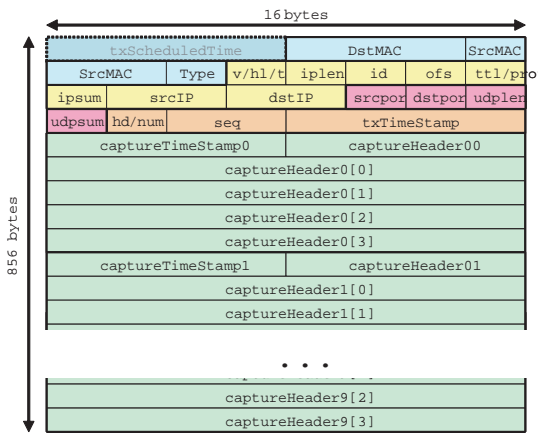 16bytes
txScheduledTime DstMAC SrcMAC
SrcMAC Type v/hl/t iplen id ofs ttl/pro
ipsum srcIP dstIP srcpor dstpor udplen
udpsum hd/num seq txTimeStamp
captureTimeStamp0 captureHeader00
captureHeader0[0]
captureHeader0[1]
captureHeader0[2]
captureHeader0[3]
captureTimeStamp1 captureHeader01
captureHeader1[0]
captureHeader1[1]
...
captureHeader9[2]
captureHeader9[3]
856 bytes